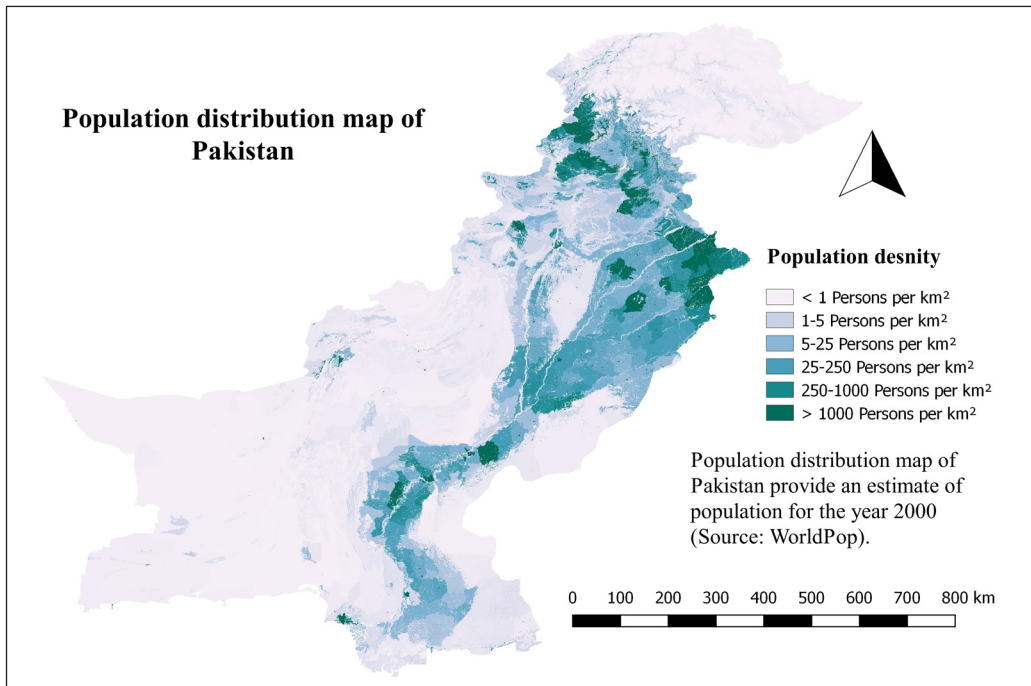 Population distribution map of
Pakistan
Population desnity
< 1 Persons per km²
1-5 Persons per km²
5-25 Persons per km²
25-250 Persons per km²
250-1000 Persons per km²
> 1000 Persons per km²
Population distribution map of
Pakistan provide an estimate of
population for the year 2000
(Source: WorldPop).
0 100 200 300 400 500 600 700 800 km